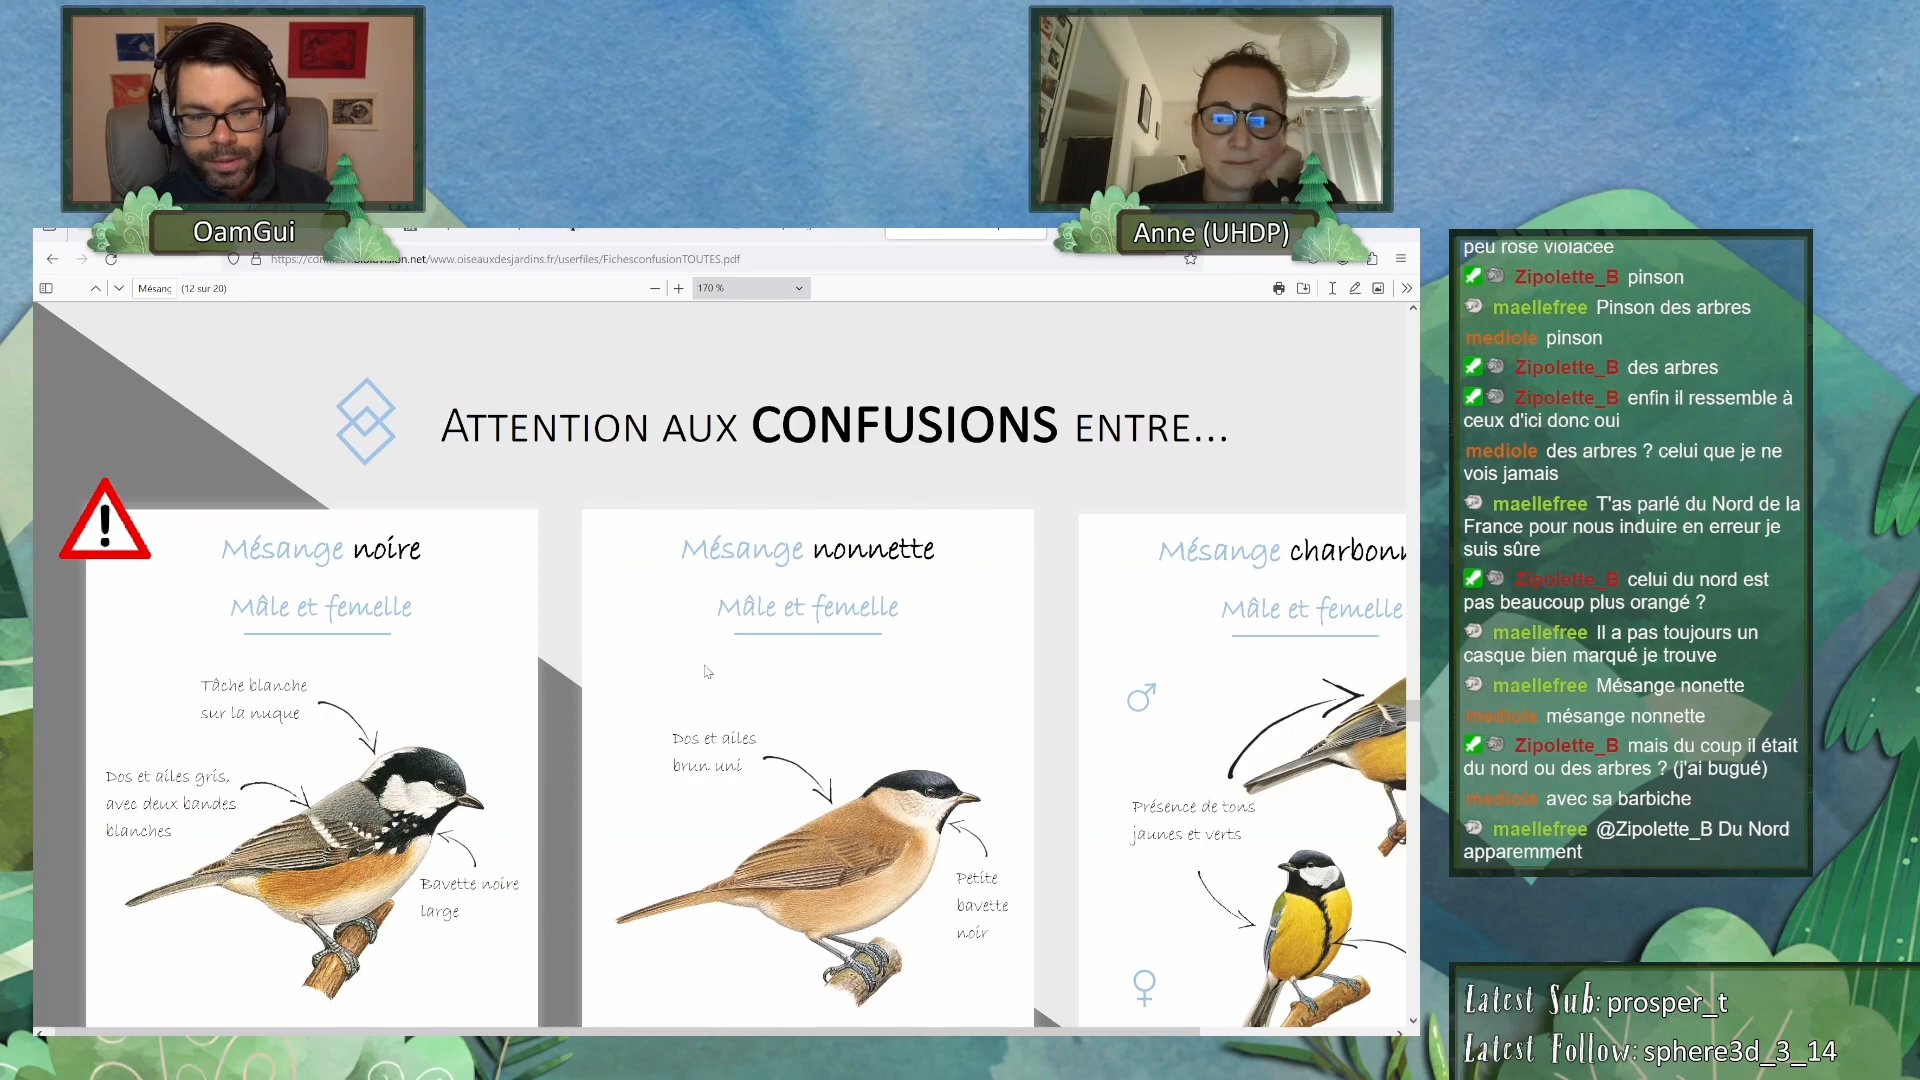 OamGui
Anne (UHDP)
.net/www.oiseauxdesjardins.fr/userfiles/FichesconfusionTOUTES.pdf
Mésang
(12 sur 20)
170 %
ATTENTION AUX CONFUSIONS ENTRE...
Mésange noire
Mâle et femelle
Tâche blanche
sur la nuque
Dos et ailes gris,
avec deux bandes
blanches
Bavette noire
large
Mésange nonnette
Mâle et femelle
Dos et ailes
brun uni
Petite
bavette
noir
Mésange charbonn
Mâle et femelle
Présence de tons
jaunes et verts
peu rose violacée
Zipolette_B pinson
maellefree Pinson des arbres
mediole pinson
Zipolette_B des arbres
Zipolette_B enfin il ressemble à
ceux d'ici donc oui
mediole des arbres ? celui que je ne
vois jamais
maellefree T'as parlé du Nord de la
France pour nous induire en erreur je
suis sûre
Zipolette_B celui du nord est
pas beaucoup plus orangé ?
maellefree Il a pas toujours un
casque bien marqué je trouve
maellefree Mésange nonette
mediole mésange nonnette
Zipolette_B mais du coup il était
du nord ou des arbres ? (j'ai bugué)
mediole avec sa barbiche
maellefree @Zipolette_B Du Nord
apparemment
Latest Sub: prosper_t
Latest Follow: sphere3d_3_14